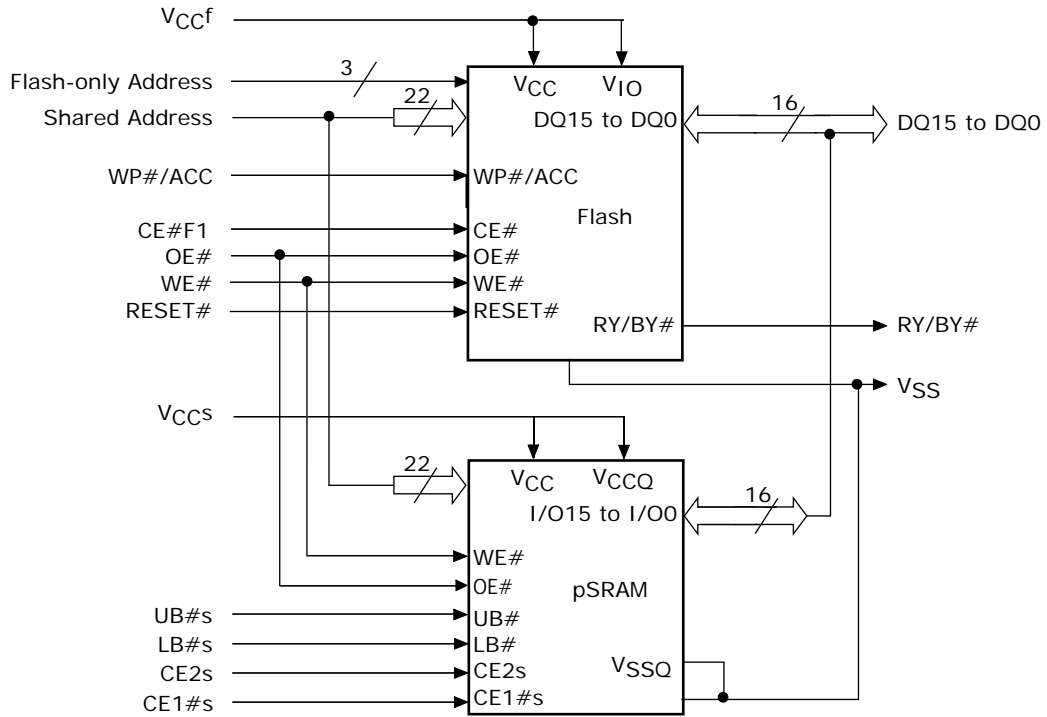 VCCf
Flash-only Address
3
Shared Address
22
VCC
VIO
DQ15 to DQ0
16
DQ15 to DQ0
WP#/ACC
WP#/ACC
Flash
CE#F1
CE#
OE#
OE#
WE#
WE#
RESET#
RESET#
RY/BY#
RY/BY#
VSS
VCCs
22
VCC
VCCQ
I/O15 to I/O0
16
WE#
OE#
pSRAM
UB#s
UB#
LB#s
LB#
VSSQ
CE2s
CE2s
CE1#s
CE1#s